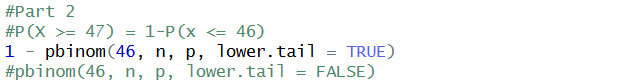 #Part 2
#P(X >= 47) = 1-P(x <= 46)
1 - pbinom(46, n, p, lower.tail = TRUE)
#pbinom(46, n, p, lower.tail = FALSE)